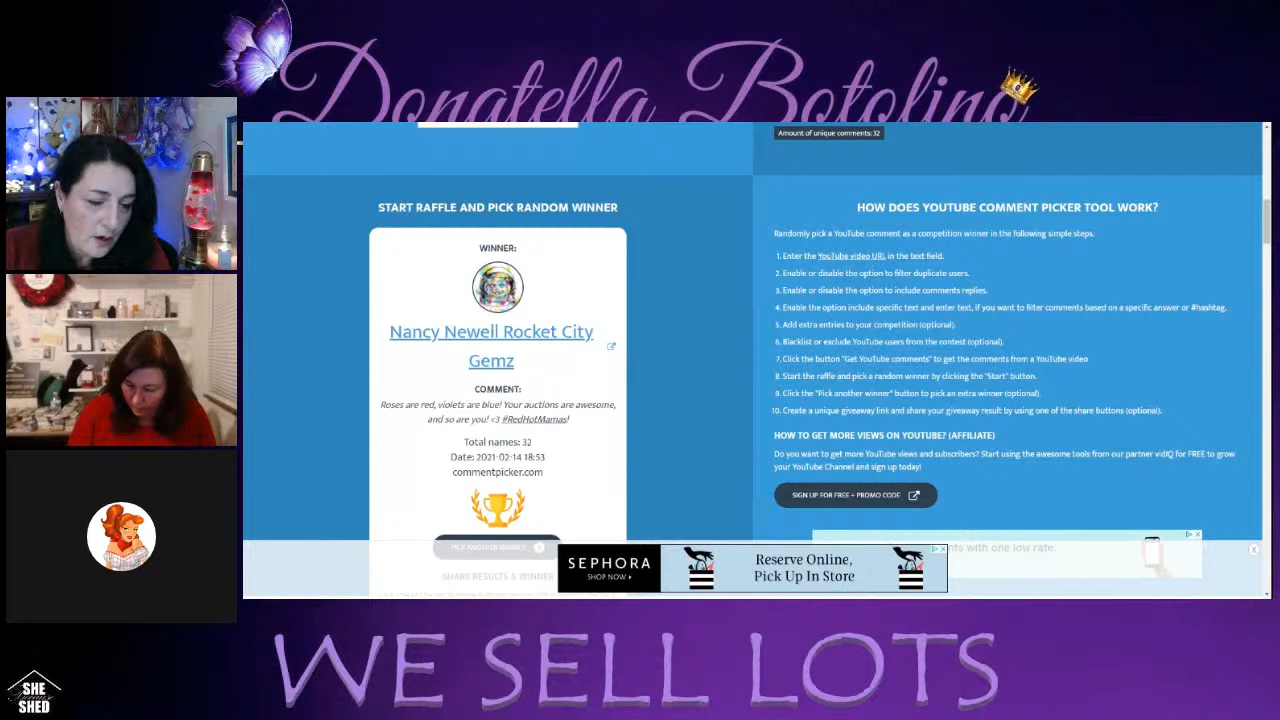 Donatella Botolino
Amount of unique comments: 32
START RAFFLE AND PICK RANDOM WINNER
WINNER:
Nancy Newell Rocket City
Gemz
COMMENT:
Roses are red, violets are blue! Your auctions are awesome,
and so are you! <3 #RedHotMamas!
Total names: 32
Date: 2021-02-14 18:53
commentpicker.com
PICK ANOTHER WINNER
SHARE RESULTS & WINNER
HOW DOES YOUTUBE COMMENT PICKER TOOL WORK?
Randomly pick a YouTube comment as a competition winner in the following simple steps.
1. Enter the YouTube video URL in the text field.
2. Enable or disable the option to filter duplicate users.
3. Enable or disable the option to include comments replies.
4. Enable the option include specific text and enter text, if you want to filter comments based on a specific answer or #hashtag.
5. Add extra entries to your competition (optional).
6. Blacklist or exclude YouTube users from the contest (optional).
7. Click the button "Get YouTube comments" to get the comments from a YouTube video
8. Start the raffle and pick a random winner by clicking the "Start" button.
9. Click the "Pick another winner" button to pick an extra winner (optional).
10. Create a unique giveaway link and share your giveaway result by using one of the share buttons (optional).
HOW TO GET MORE VIEWS ON YOUTUBE? (AFFILIATE)
Do you want to get more YouTube views and subscribers? Start using the awesome tools from our partner vidIQ for FREE to grow
your YouTube Channel and sign up today!
SIGN UP FOR FREE + PROMO CODE
with one low rate.
SEPHORA
SHOP NOW
Reserve Online,
Pick Up In Store
WE SELL LOTS
SHE
Because
SHED